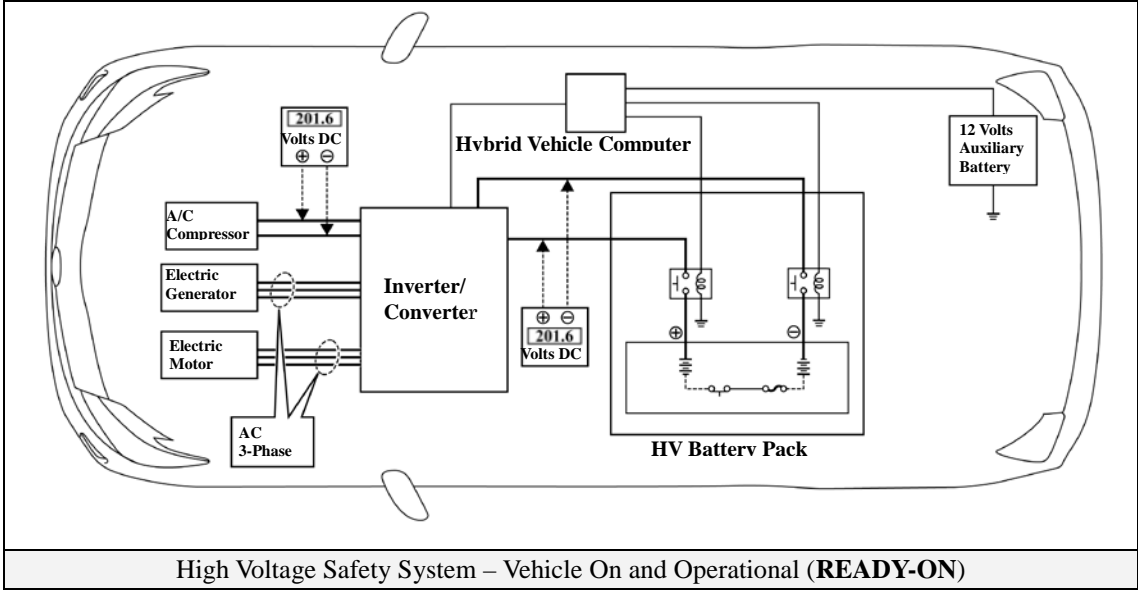 201.6
Volts DC
Hybrid Vehicle Computer
12 Volts
Auxiliary
Battery
A/C
Compressor
Electric
Generator
Inverter/
Converter
Electric
Motor
201.6
Volts DC
AC
3-Phase
HV Battery Pack
High Voltage Safety System – Vehicle On and Operational (READY-ON)